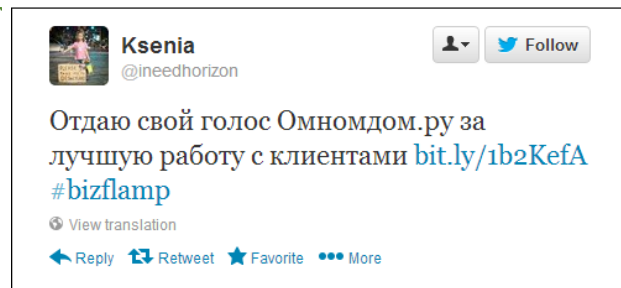 Ksenia
@ineedhorizon
Follow
Отдаю свой голос Омномдом.ру за
лучшую работу с клиентами bit.ly/1b2KefA
#bizflamp
View translation
Reply Retweet Favorite More